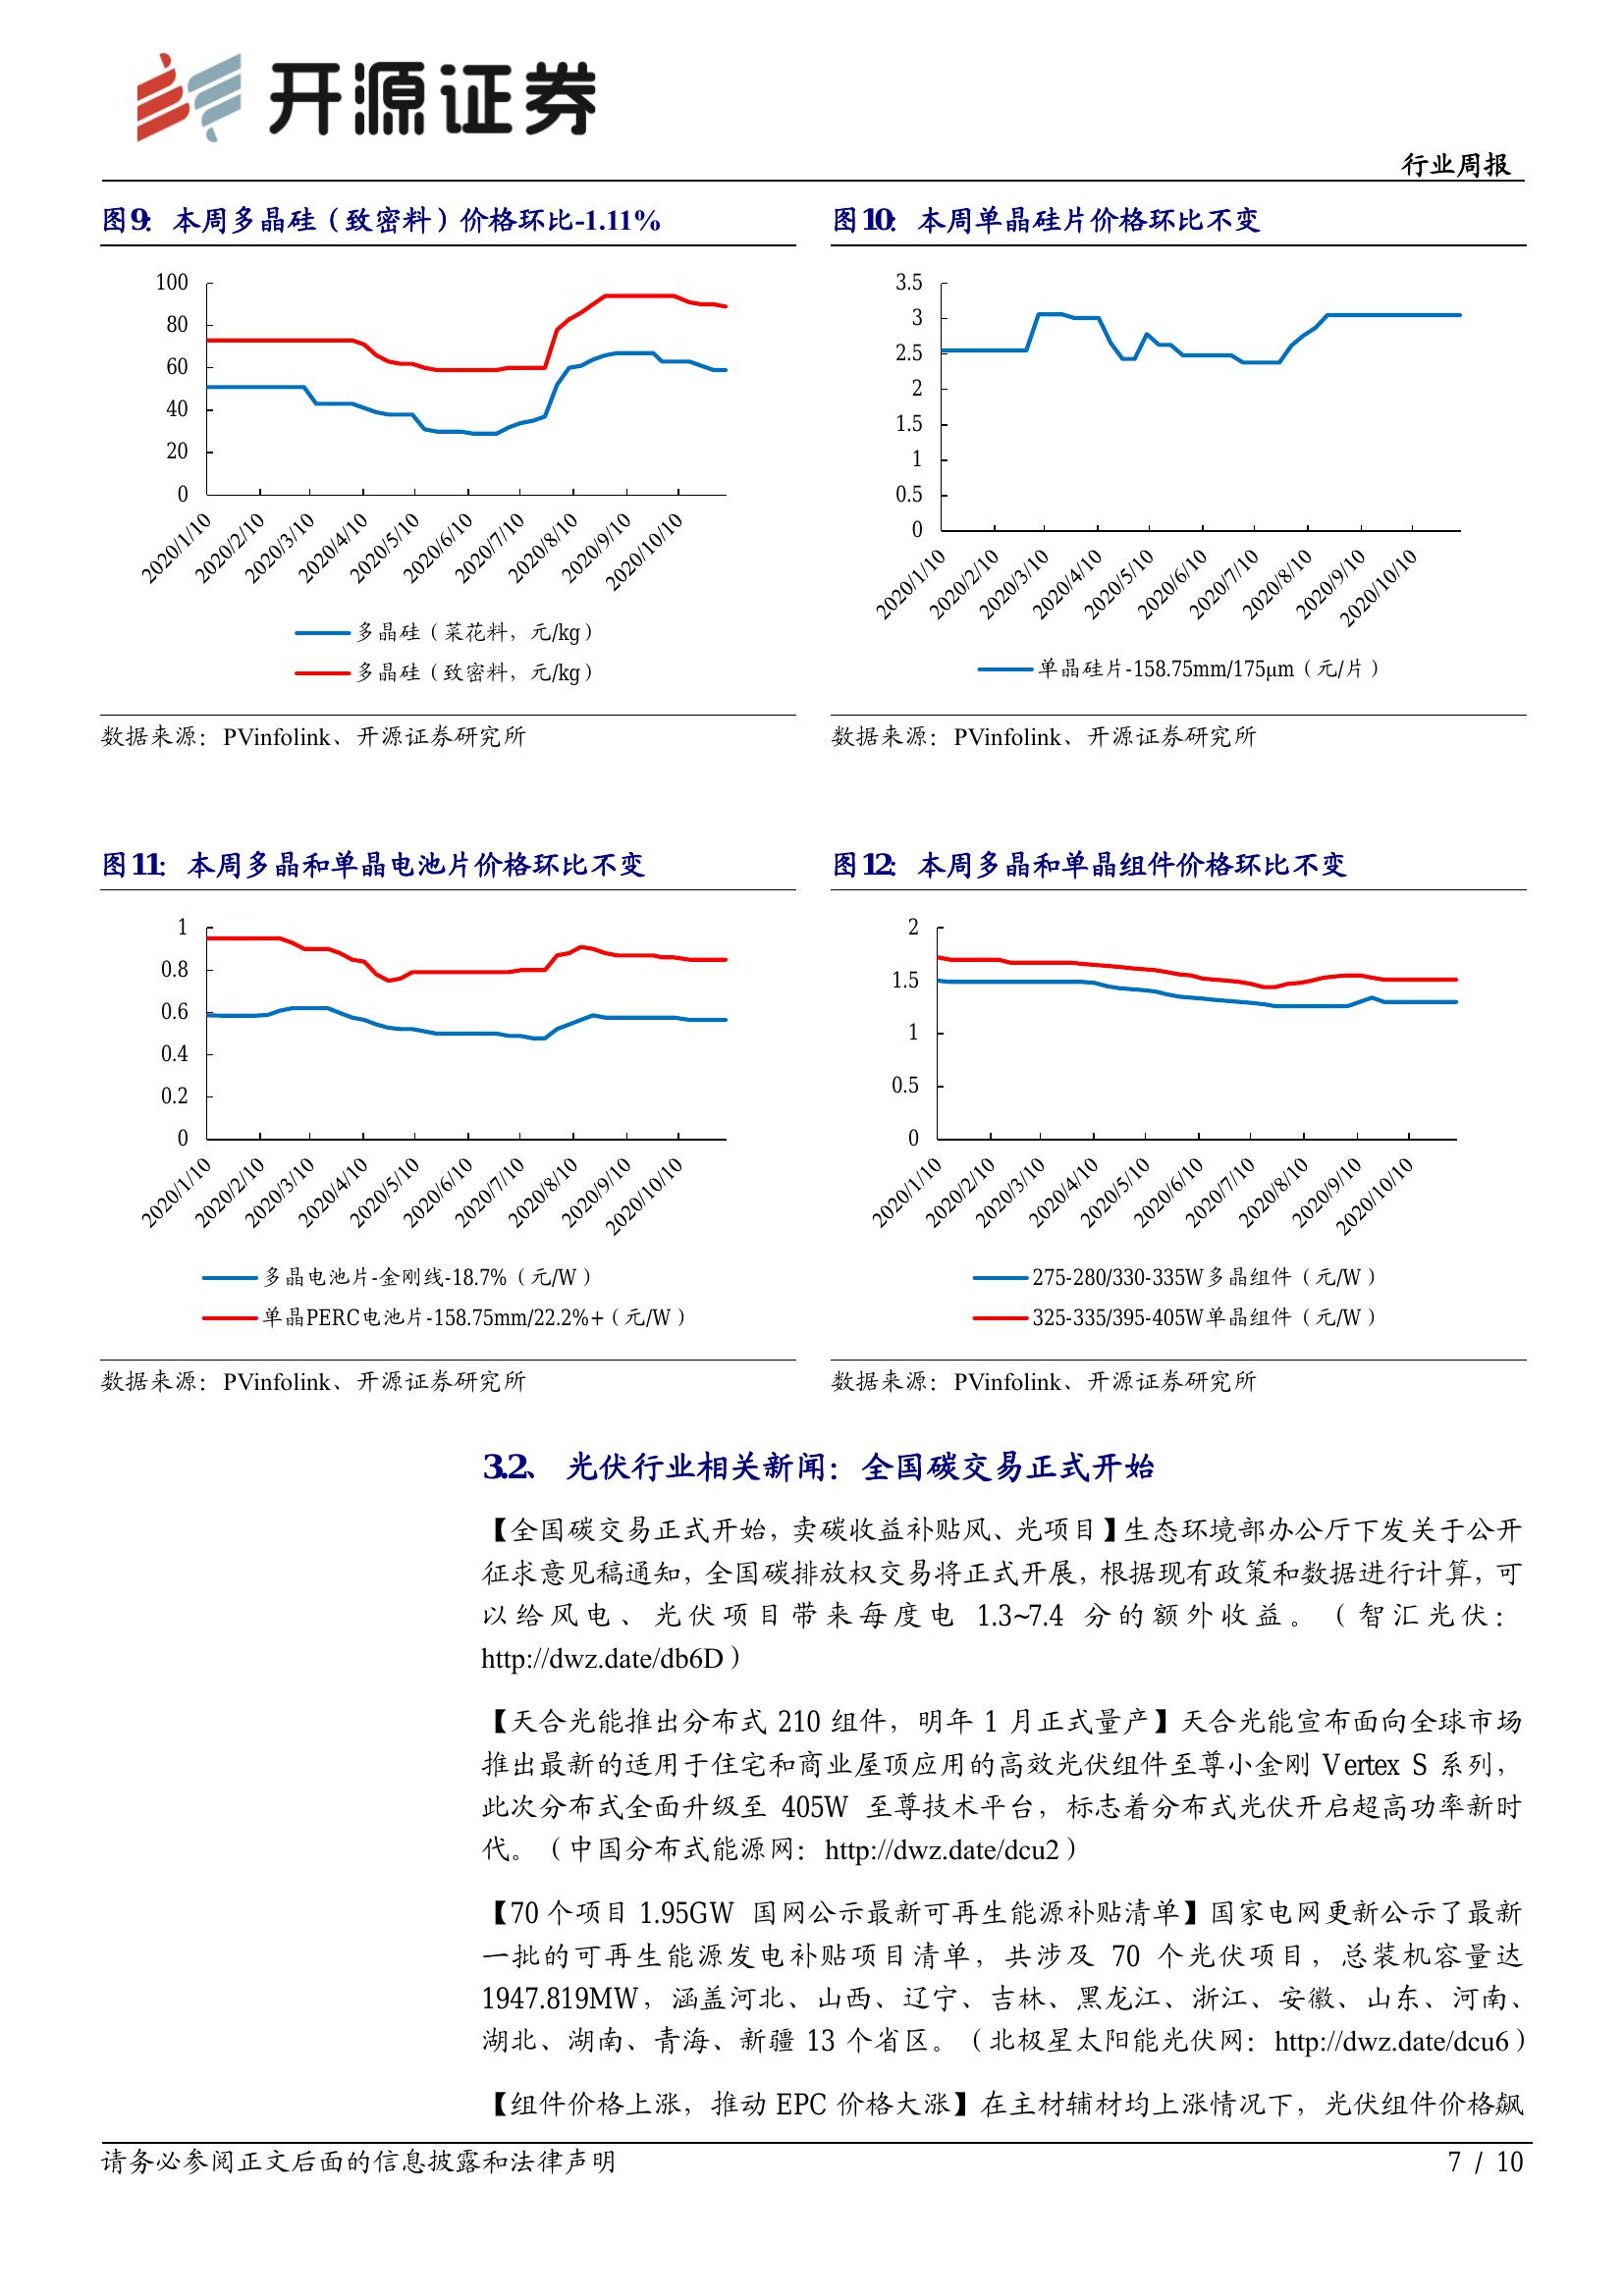 开源证券
行业周报
图9： 本周多晶硅（致密料）价格环比-1.11%
100
80
60
40
20
0
2020/1/10
2020/2/10
2020/3/10
2020/4/10
2020/5/10
2020/6/10
2020/7/10
2020/8/10
2020/9/10
2020/10/10
多晶硅（菜花料，元/kg）
多晶硅（致密料，元/kg）
数据来源：PVinfolink、开源证券研究所
图10： 本周单晶硅片价格环比不变
3.5
3
2.5
2
1.5
1
0.5
0
2020/1/10
2020/2/10
2020/3/10
2020/4/10
2020/5/10
2020/6/10
2020/7/10
2020/8/10
2020/9/10
2020/10/10
单晶硅片-158.75mm/175μm（元/片）
数据来源：PVinfolink、开源证券研究所
图11： 本周多晶和单晶电池片价格环比不变
1
0.8
0.6
0.4
0.2
0
2020/1/10
2020/2/10
2020/3/10
2020/4/10
2020/5/10
2020/6/10
2020/7/10
2020/8/10
2020/9/10
2020/10/10
多晶电池片-金刚线-18.7%（元/W）
单晶PERC电池片-158.75mm/22.2%+（元/W）
数据来源：PVinfolink、开源证券研究所
图12： 本周多晶和单晶组件价格环比不变
2
1.5
1
0.5
0
2020/1/10
2020/2/10
2020/3/10
2020/4/10
2020/5/10
2020/6/10
2020/7/10
2020/8/10
2020/9/10
2020/10/10
275-280/330-335W多晶组件（元/W）
325-335/395-405W单晶组件（元/W）
数据来源：PVinfolink、开源证券研究所
3.2、 光伏行业相关新闻：全国碳交易正式开始
【全国碳交易正式开始，卖碳收益补贴风、光项目】生态环境部办公厅下发关于公开
征求意见稿通知，全国碳排放权交易将正式开展，根据现有政策和数据进行计算，可
以给风电、光伏项目带来每度电 1.3~7.4 分的额外收益。（智汇光伏：
http://dwz.date/db6D）
【天合光能推出分布式 210 组件，明年 1 月正式量产】天合光能宣布面向全球市场
推出最新的适用于住宅和商业屋顶应用的高效光伏组件至尊小金刚 Vertex S 系列，
此次分布式全面升级至 405W 至尊技术平台，标志着分布式光伏开启超高功率新时
代。（中国分布式能源网：http://dwz.date/dcu2）
【70 个项目 1.95GW 国网公示最新可再生能源补贴清单】国家电网更新公示了最新
一批的可再生能源发电补贴项目清单，共涉及 70 个光伏项目，总装机容量达
1947.819MW，涵盖河北、山西、辽宁、吉林、黑龙江、浙江、安徽、山东、河南、
湖北、湖南、青海、新疆 13 个省区。（北极星太阳能光伏网：http://dwz.date/dcu6）
【组件价格上涨，推动 EPC 价格大涨】在主材辅材均上涨情况下，光伏组件价格飙
请务必参阅正文后面的信息披露和法律声明
7 / 10